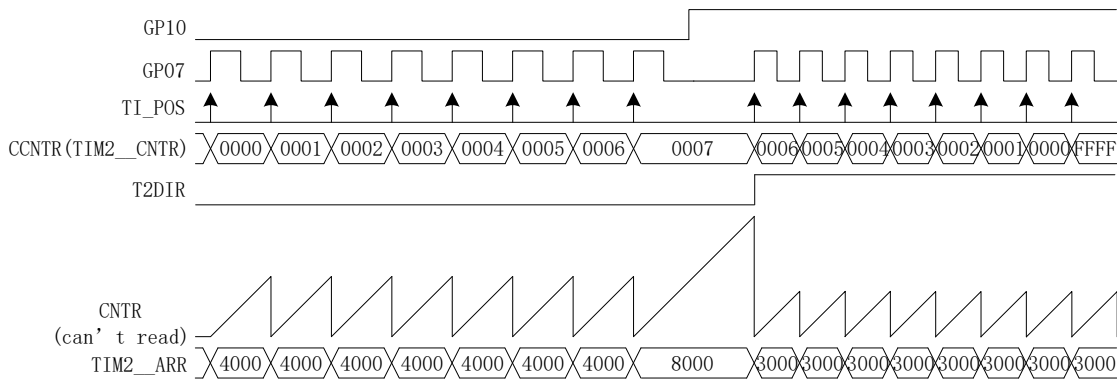 GP10
GP07
TI_POS
CCNTR(TIM2__CNTR) 0000 0001 0002 0003 0004 0005 0006 0007 0006 0005 0004 0003 0002 0001 0000 FFFF
T2DIR
CNTR
(can't read)
TIM2__ARR 4000 4000 4000 4000 4000 4000 4000 8000 3000 3000 3000 3000 3000 3000 3000 3000